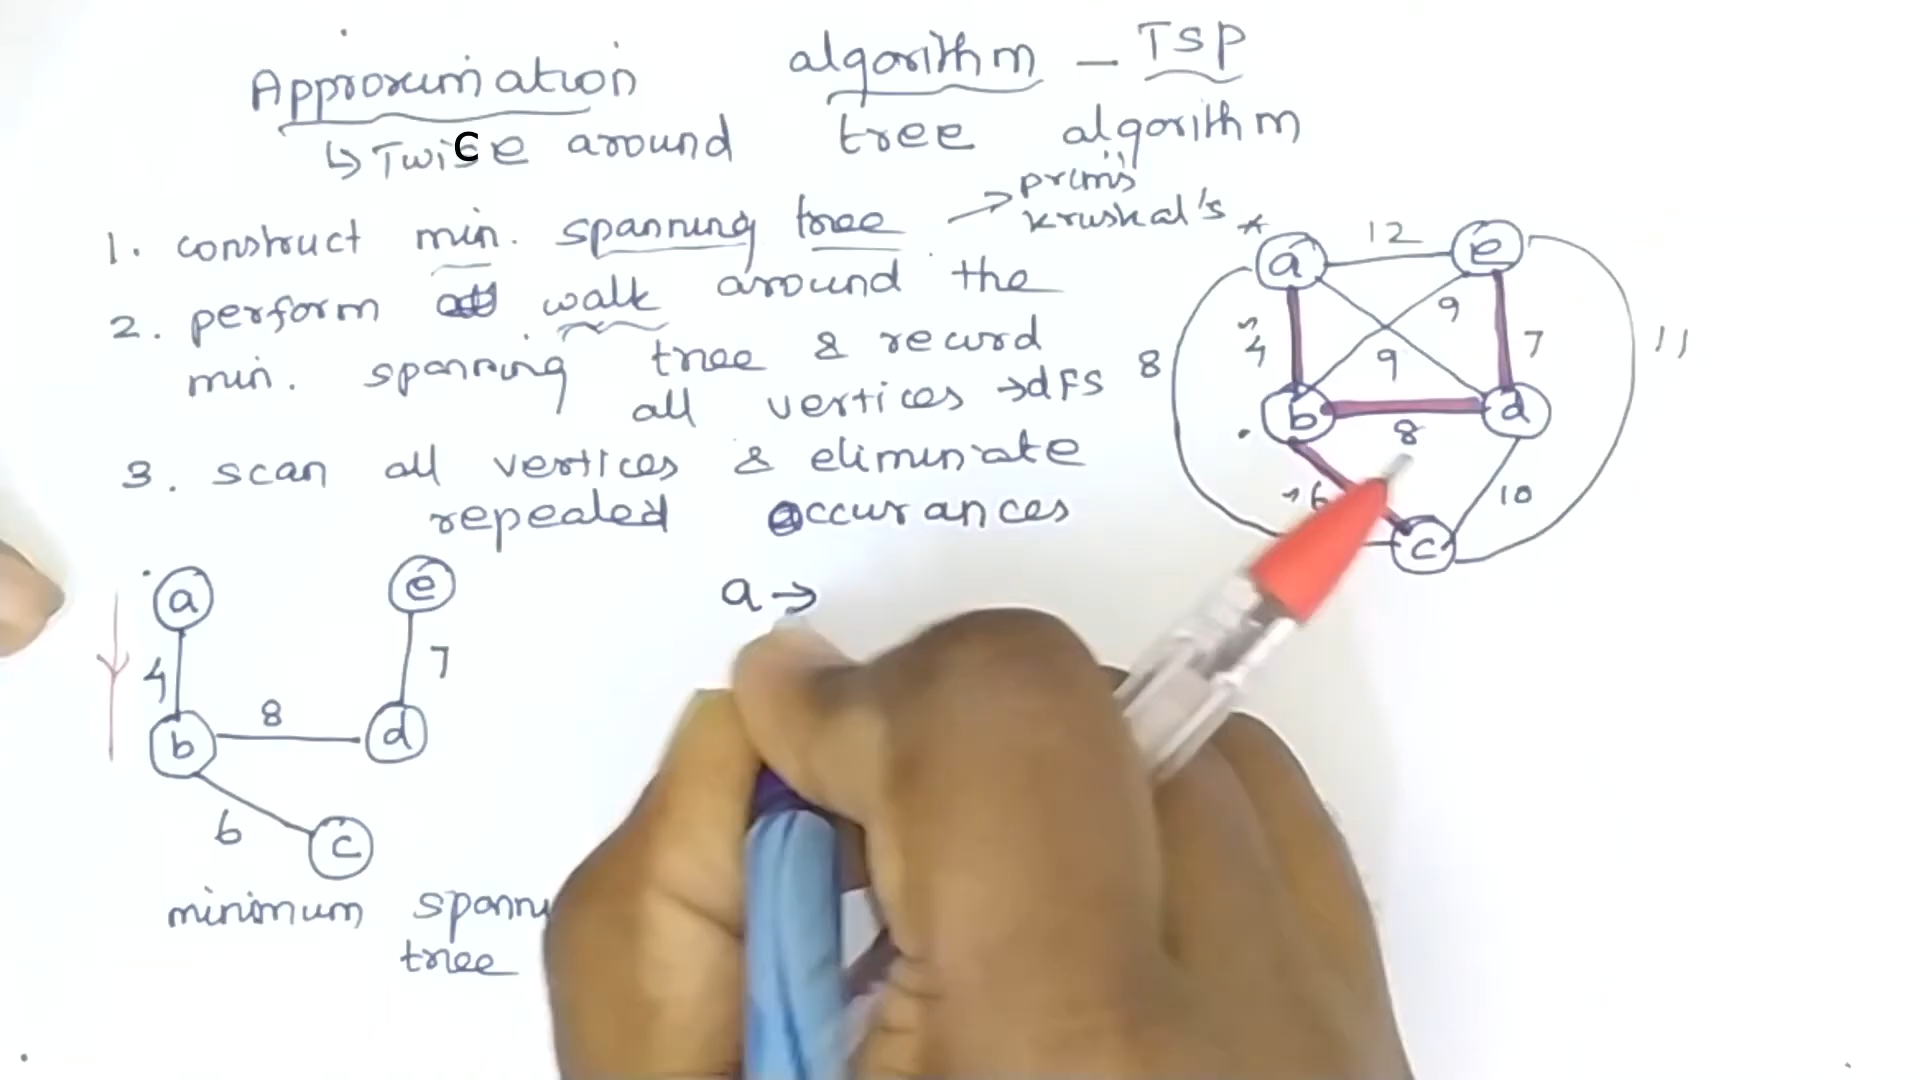 Approximation algorithm – TSP
↳ Twice around tree algorithm
1. construct min. spanning tree → prim's
kruskal's
2. perform a walk around the
min. spanning tree & record
all vertices → dFS
3. scan all vertices & eliminate
repeated occurances
a 12 e
9
4 9 7 11
8
b 8 d
6 10
c
a e
4 7
b 8 d
6
c
minimum
tree
a →